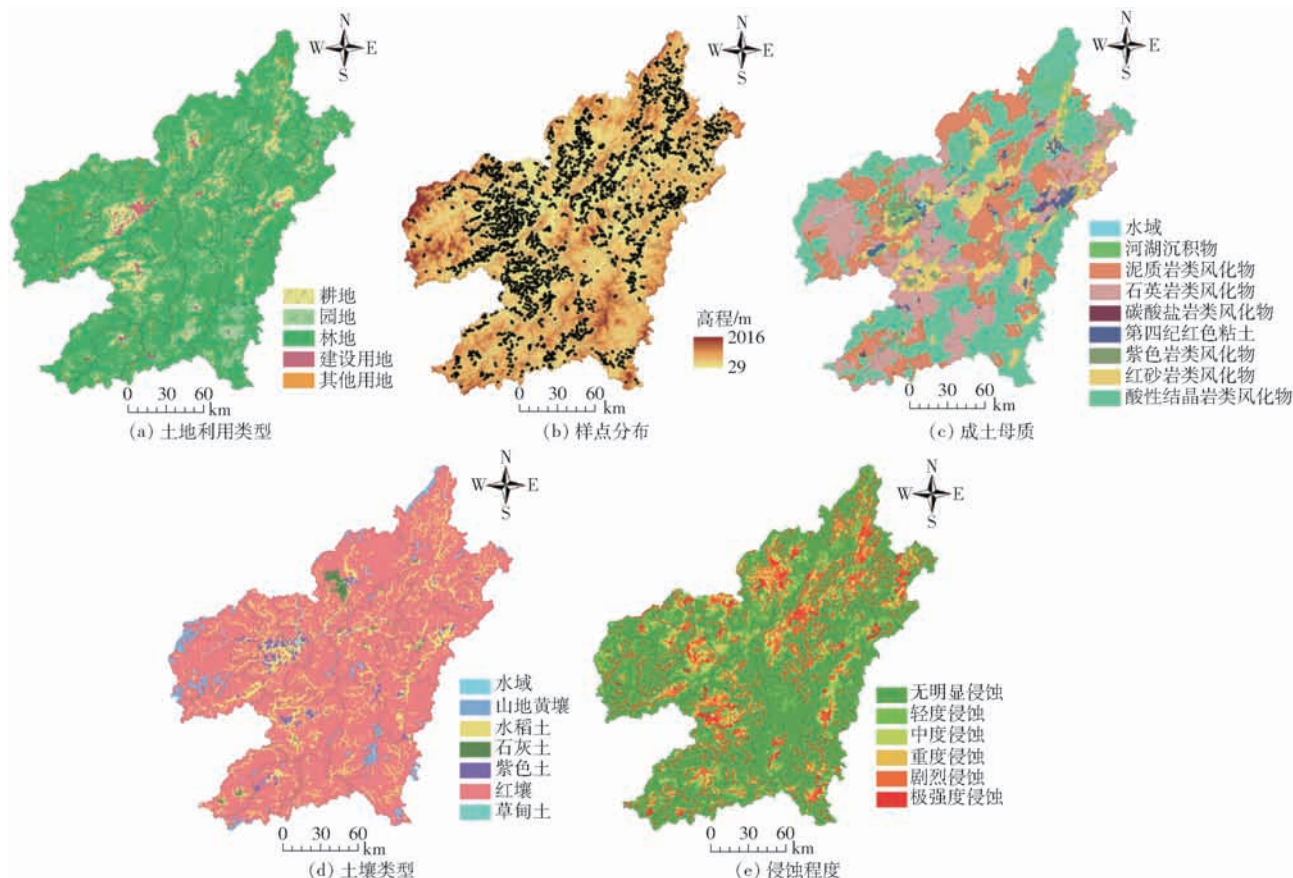 N
W E
S
耕地
园地
林地
建设用地
其他用地
0 30 60
km
(a) 土地利用类型
N
W E
S
高程/m
2016
29
0 30 60
km
(b) 样点分布
N
W E
S
水域
河湖沉积物
泥质岩类风化物
石英岩类风化物
碳酸盐岩类风化物
第四纪红色粘土
紫色岩类风化物
红砂岩类风化物
酸性结晶岩类风化物
0 30 60
km
(c) 成土母质
N
W E
S
水域
山地黄壤
水稻土
石灰土
紫色土
红壤
草甸土
0 30 60
km
(d) 土壤类型
N
W E
S
无明显侵蚀
轻度侵蚀
中度侵蚀
重度侵蚀
剧烈侵蚀
极强度侵蚀
0 30 60
km
(e) 侵蚀程度